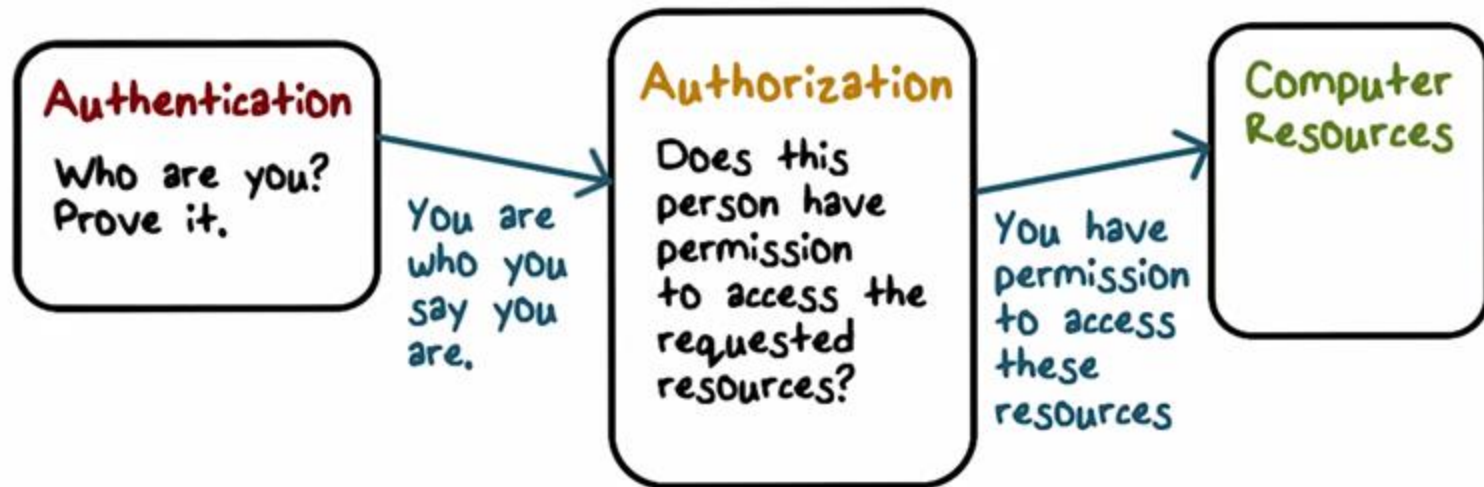 Authentication
Who are you?
Prove it.
You are
who you
say you
are.
Authorization
Does this
person have
permission
to access the
requested
resources?
You have
permission
to access
these
resources
Computer
Resources